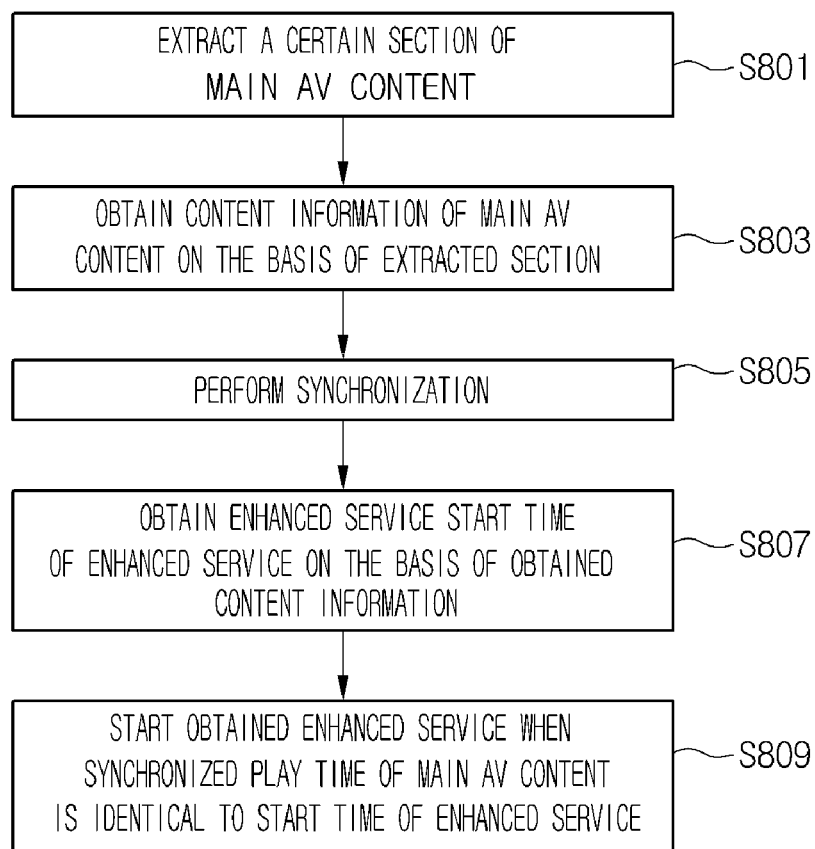 EXTRACT A CERTAIN SECTION OF
MAIN AV CONTENT
S801
OBTAIN CONTENT INFORMATION OF MAIN AV
CONTENT ON THE BASIS OF EXTRACTED SECTION
S803
PERFORM SYNCHRONIZATION
S805
OBTAIN ENHANCED SERVICE START TIME
OF ENHANCED SERVICE ON THE BASIS OF OBTAINED
CONTENT INFORMATION
S807
START OBTAINED ENHANCED SERVICE WHEN
SYNCHRONIZED PLAY TIME OF MAIN AV CONTENT
IS IDENTICAL TO START TIME OF ENHANCED SERVICE
S809